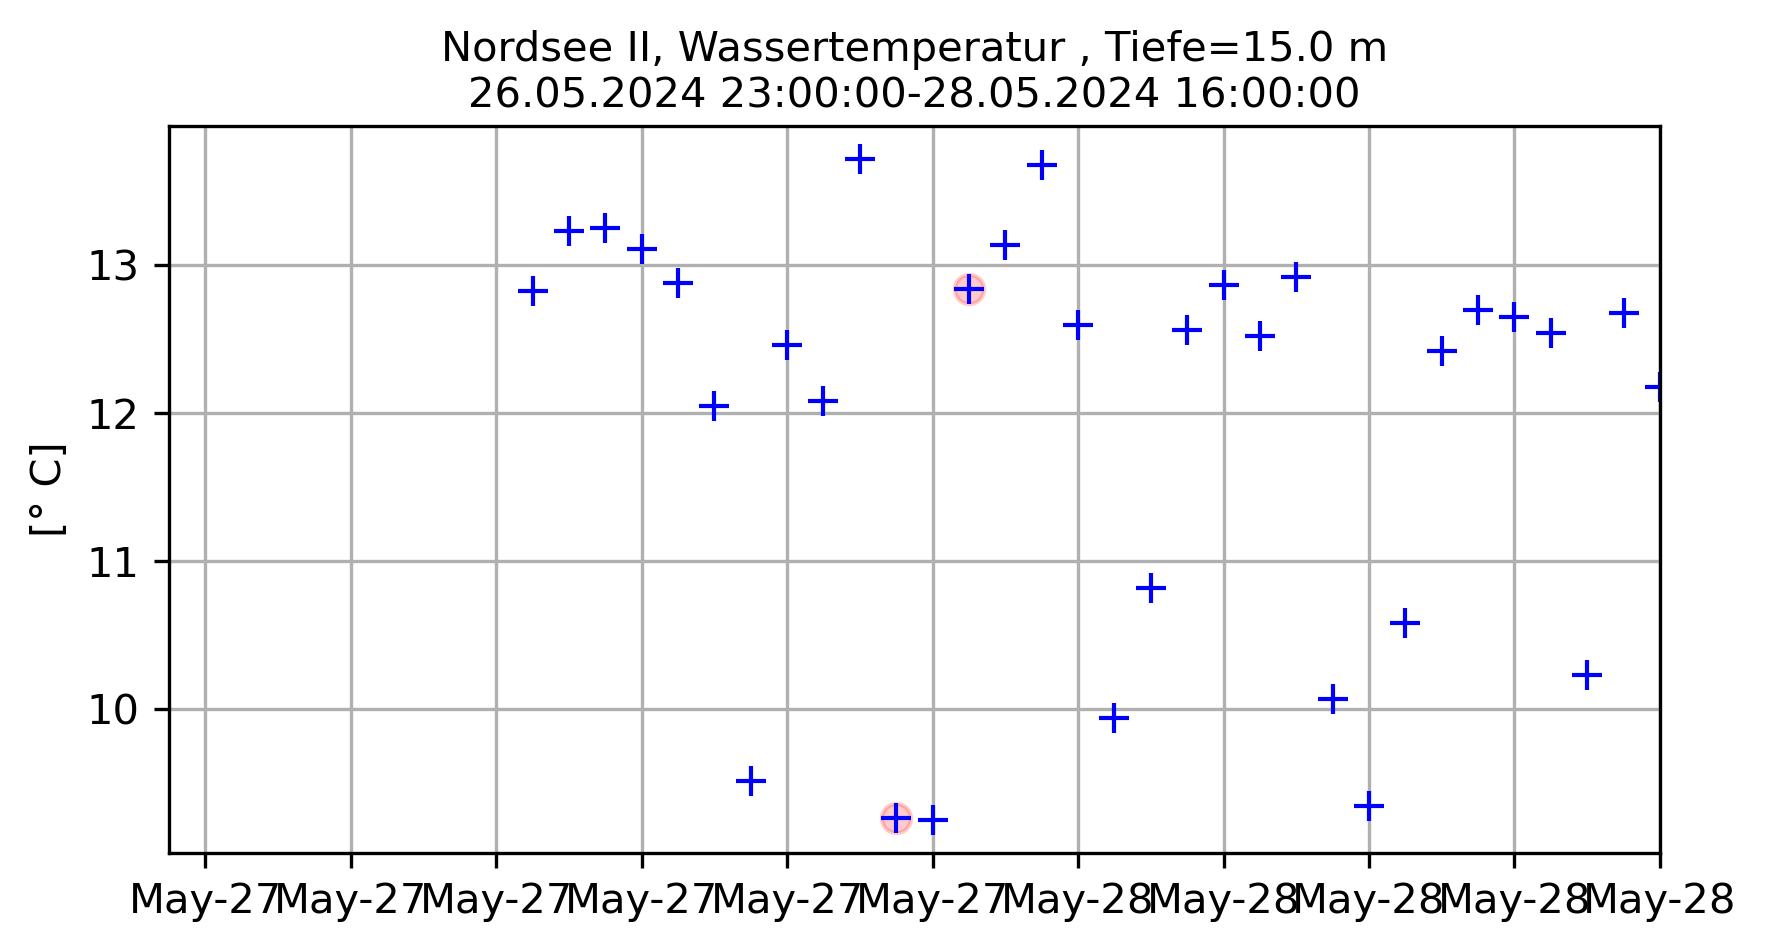 Nordsee II, Wassertemperatur , Tiefe=15.0 m
26.05.2024 23:00:00-28.05.2024 16:00:00
13
12
11
10
[° C]
May-27 May-27 May-27 May-27 May-27 May-27 May-28 May-28 May-28 May-28 May-28